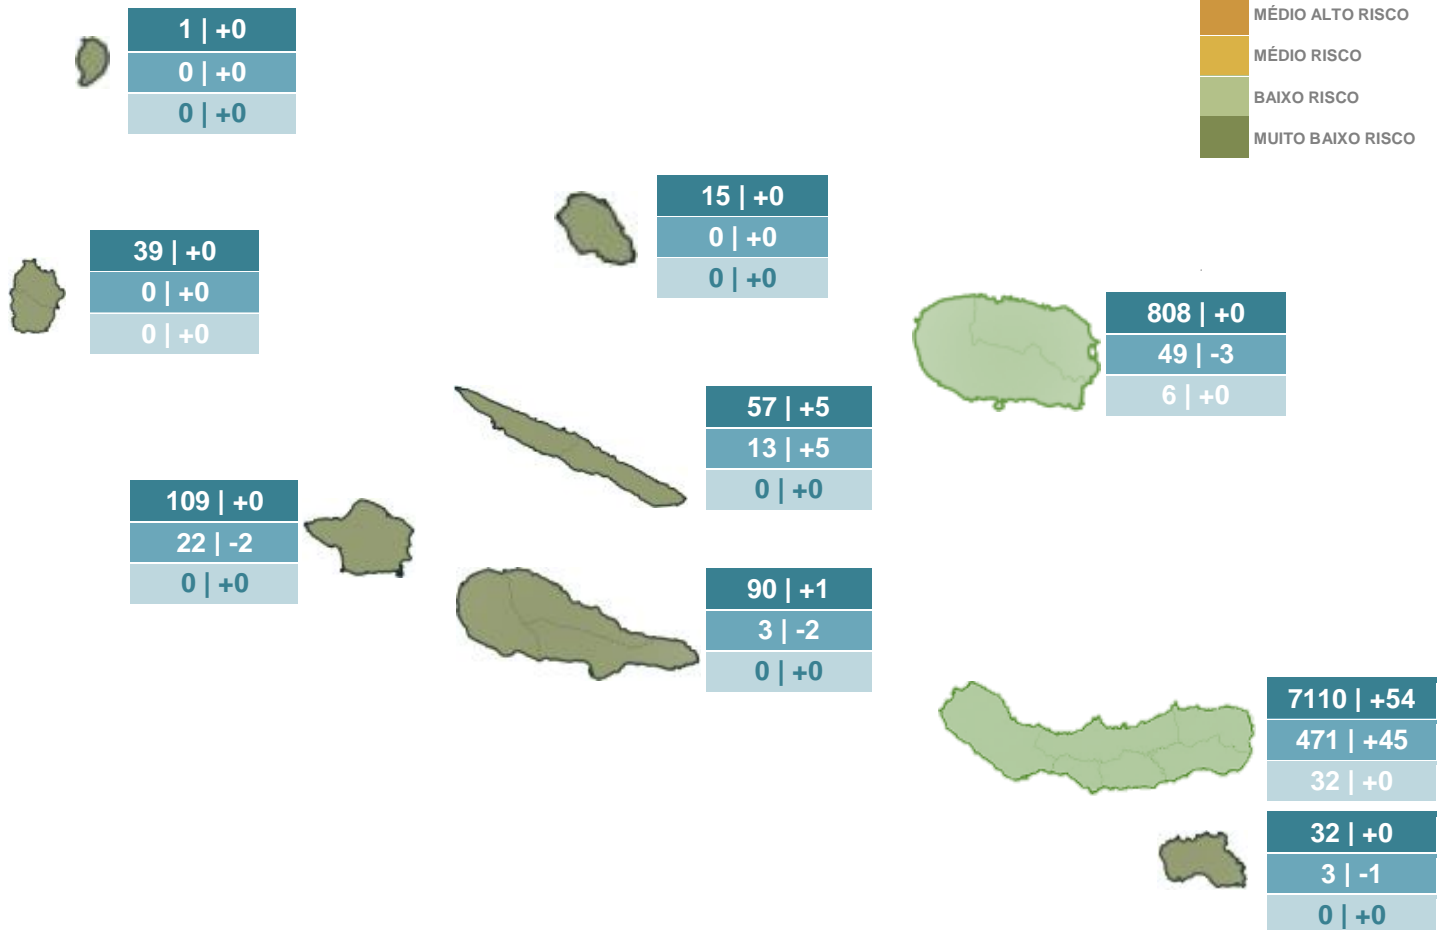 MÉDIO ALTO RISCO
MÉDIO RISCO
BAIXO RISCO
MUITO BAIXO RISCO
1 | +0
0 | +0
0 | +0
15 | +0
0 | +0
0 | +0
39 | +0
0 | +0
0 | +0
808 | +0
49 | -3
6 | +0
57 | +5
13 | +5
0 | +0
109 | +0
22 | -2
0 | +0
90 | +1
3 | -2
0 | +0
7110 | +54
471 | +45
32 | +0
32 | +0
3 | -1
0 | +0